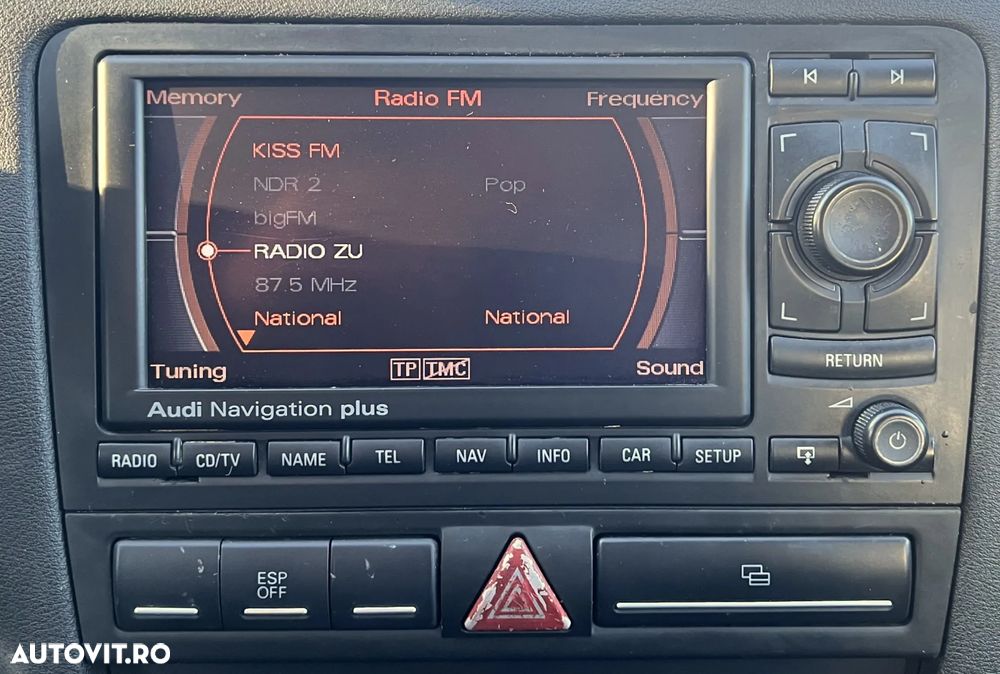 Memory Radio FM Frequency
KISS FM
NDR 2 Pop
bigFM
RADIO ZU
87.5 MHz
National National
Tuning TP TMC Sound
Audi Navigation plus
RETURN
RADIO CD/TV NAME TEL NAV INFO CAR SETUP
ESP
OFF
AUTOVIT.RO